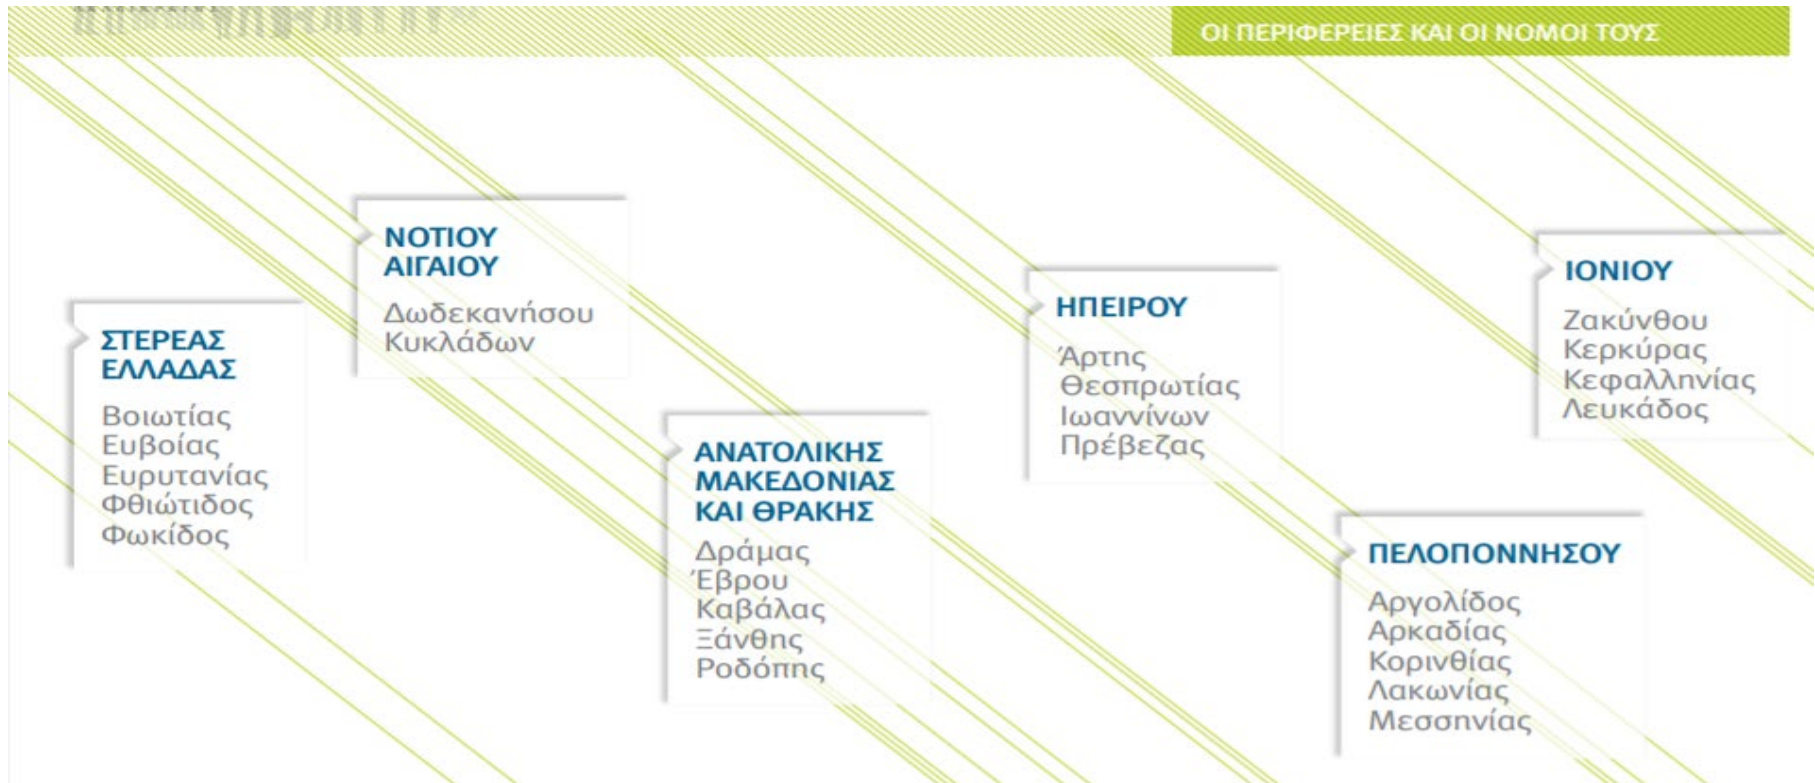 ΟΙ ΠΕΡΙΦΕΡΕΙΕΣ ΚΑΙ ΟΙ ΝΟΜΟΙ ΤΟΥΣ
ΣΤΕΡΕΑΣ
ΕΛΛΑΔΑΣ
Βοιωτίας
Ευβοίας
Ευρυτανίας
Φθιώτιδος
Φωκίδος
ΝΟΤΙΟΥ
ΑΙΓΑΙΟΥ
Δωδεκανήσου
Κυκλάδων
ΑΝΑΤΟΛΙΚΗΣ
ΜΑΚΕΔΟΝΙΑΣ
ΚΑΙ ΘΡΑΚΗΣ
Δράμας
Έβρου
Καβάλας
Ξάνθης
Ροδόπης
ΗΠΕΙΡΟΥ
Άρτης
Θεσπρωτίας
Ιωαννίνων
Πρέβεζας
ΙΟΝΙΟΥ
Ζακύνθου
Κερκύρας
Κεφαλληνίας
Λευκάδος
ΠΕΛΟΠΟΝΝΗΣΟΥ
Αργολίδος
Αρκαδίας
Κορινθίας
Λακωνίας
Μεσσηνίας